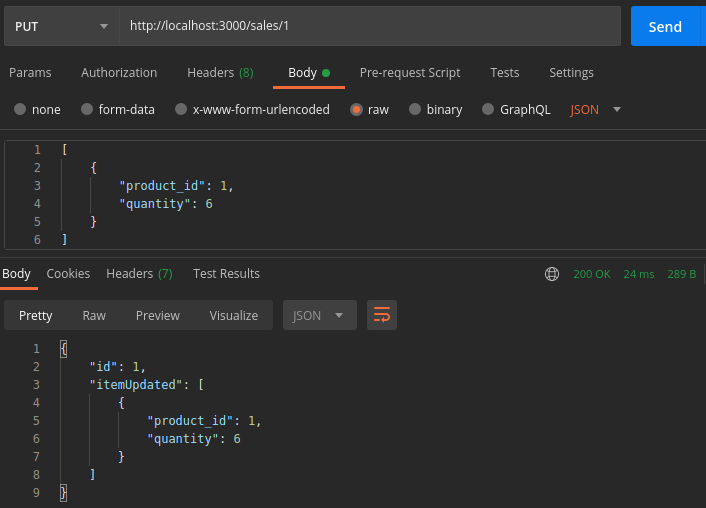 PUT http://localhost:3000/sales/1 Send
Params Authorization Headers (8) Body Pre-request Script Tests Settings
none form-data x-www-form-urlencoded raw binary GraphQL JSON
1 [
2 {
3 "product_id": 1,
4 "quantity": 6
5 }
6 ]
Body Cookies Headers (7) Test Results 200 OK 24 ms 289 B
Pretty Raw Preview Visualize JSON
1 {
2 "id": 1,
3 "itemUpdated": [
4 {
5 "product_id": 1,
6 "quantity": 6
7 }
8 ]
9 }